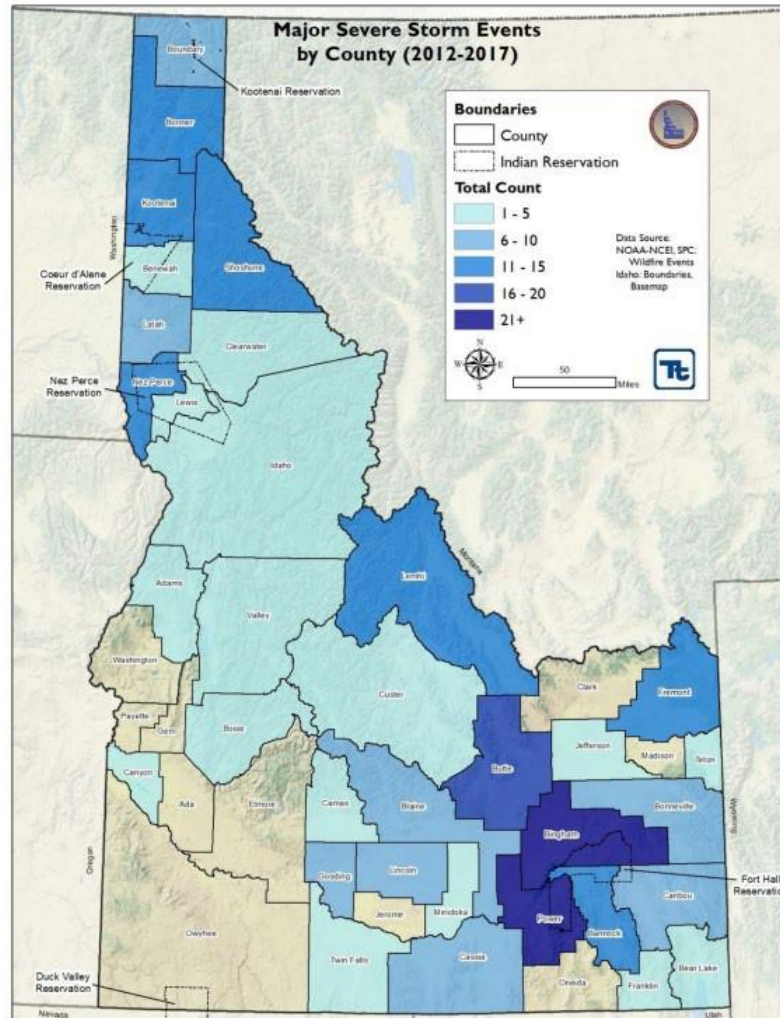 Major Severe Storm Events
by County (2012-2017)
Boundary
Kootenai Reservation
Bonner
Boundaries
County
Indian Reservation
Total Count
1 - 5
6 - 10
11 - 15
16 - 20
21+
Data Source:
NOAA-NCEI, SPC:
Wildfire Events
Idaho: Boundaries,
Basemap
N
W E
S
50
Miles
Tt
Kootenai
Washington
Shoshone
Coeur d'Alene
Reservation
Benewah
Latah
Clearwater
Nez Perce
Reservation
Nez Perce
Lewis
Idaho
Montana
Lemhi
Adams
Valley
Washington
Custer
Clark
Fremont
Payette
Gem
Boise
Butte
Jefferson
Madison
Teton
Canyon
Ada
Elmore
Camas
Blaine
Bonneville
Wyoming
Bingham
Oregon
Gooding
Lincoln
Fort Hall
Reservation
Caribou
Jerome
Minidoka
Power
Bannock
Owyhee
Twin Falls
Cassia
Oneida
Franklin
Bear Lake
Duck Valley
Reservation
Nevada
Utah